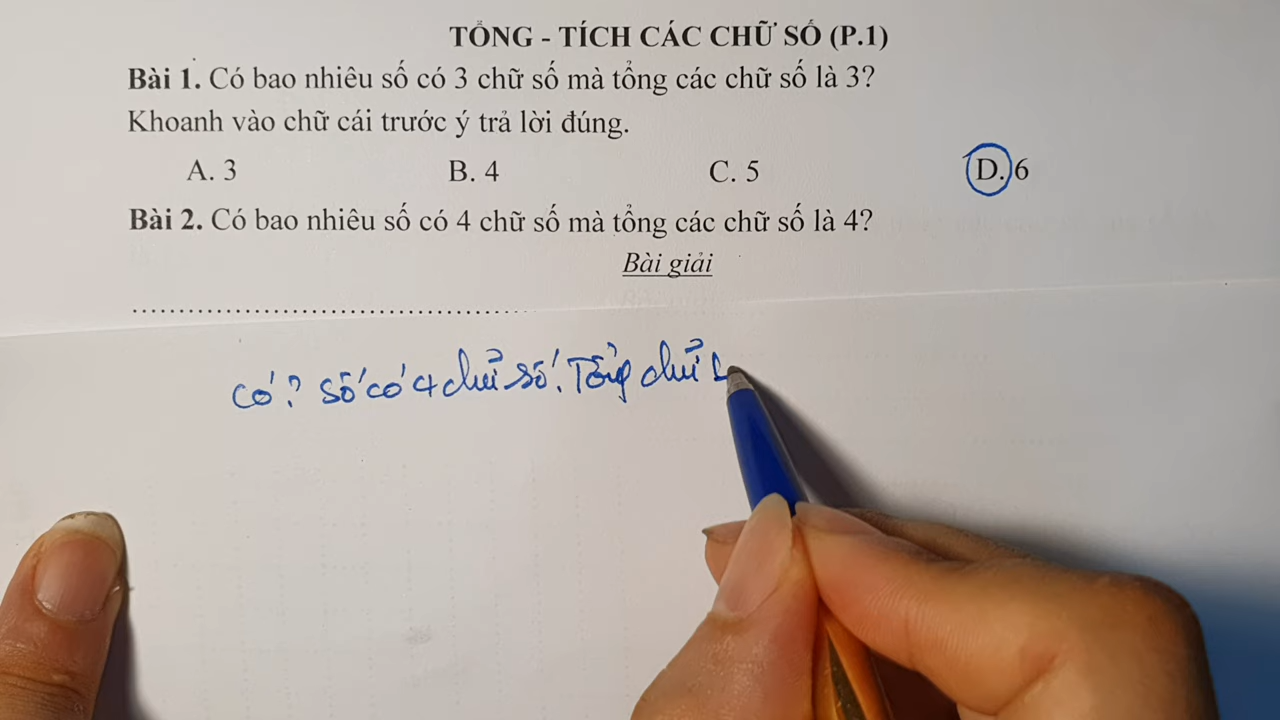 TỔNG - TÍCH CÁC CHỮ SỐ (P.1)
Bài 1. Có bao nhiêu số có 3 chữ số mà tổng các chữ số là 3?
Khoanh vào chữ cái trước ý trả lời đúng.
A. 3 B. 4 C. 5 D. 6
Bài 2. Có bao nhiêu số có 4 chữ số mà tổng các chữ số là 4?
Bài giải
có? số có 4 chữ số. Tổng chữ